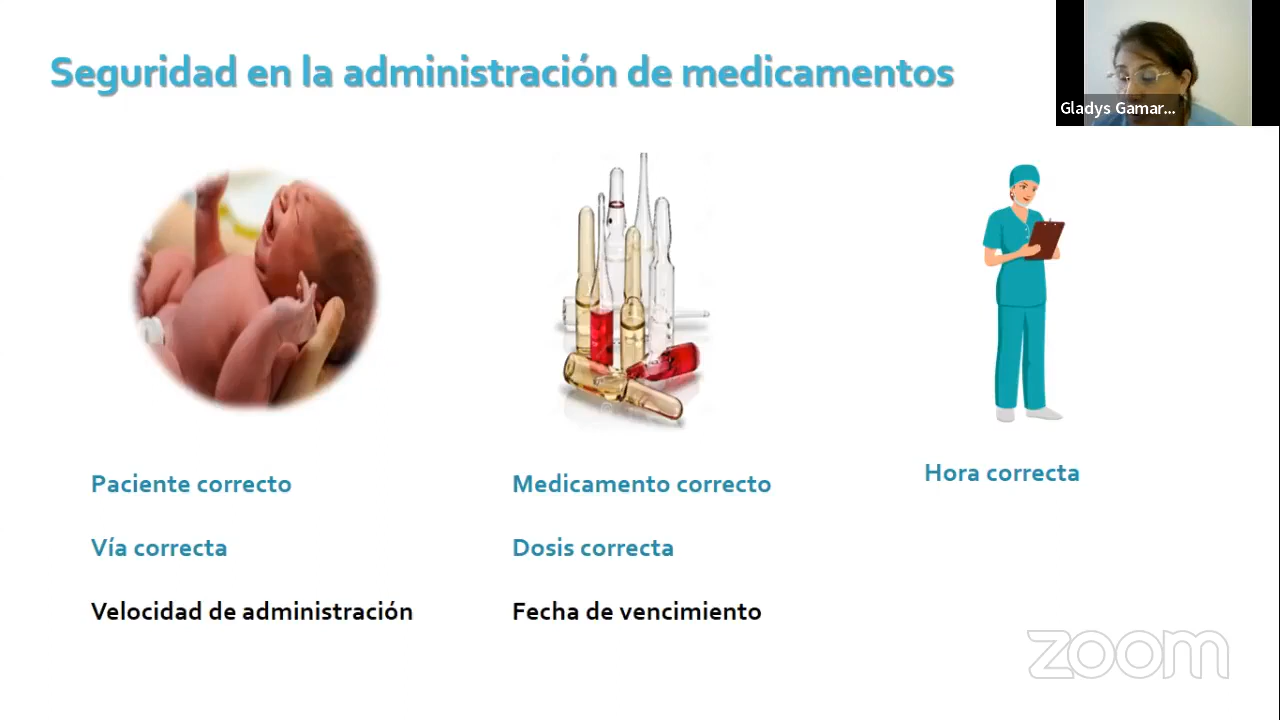 Seguridad en la administración de medicamentos
Gladys Gamar...
Paciente correcto
Medicamento correcto
Hora correcta
Vía correcta
Dosis correcta
Velocidad de administración
Fecha de vencimiento
zoom